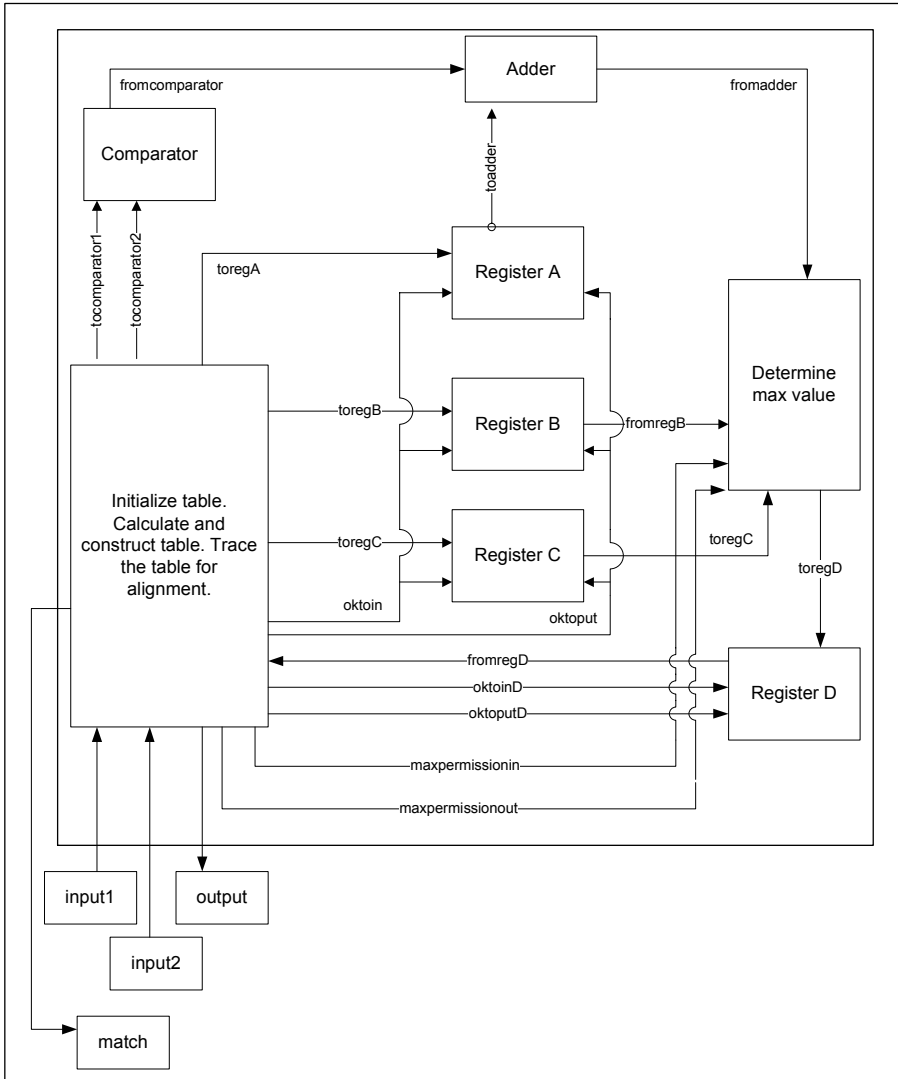 Adder
fromcomparator
fromadder
Comparator
toadder
tocomparator1
tocomparator2
toregA
Register A
Determine
max value
toregB
Register B
fromregB
Initialize table.
Calculate and
construct table. Trace
the table for
alignment.
toregC
Register C
toregC
toregD
oktoin
oktoput
fromregD
oktoinD
Register D
oktoputD
maxpermissionin
maxpermissionout
input1
output
input2
match